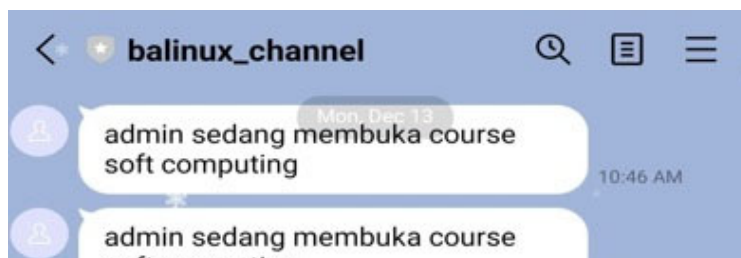 balinux_channel
Mon, Dec 13
admin sedang membuka course
soft computing
10:46 AM
admin sedang membuka course